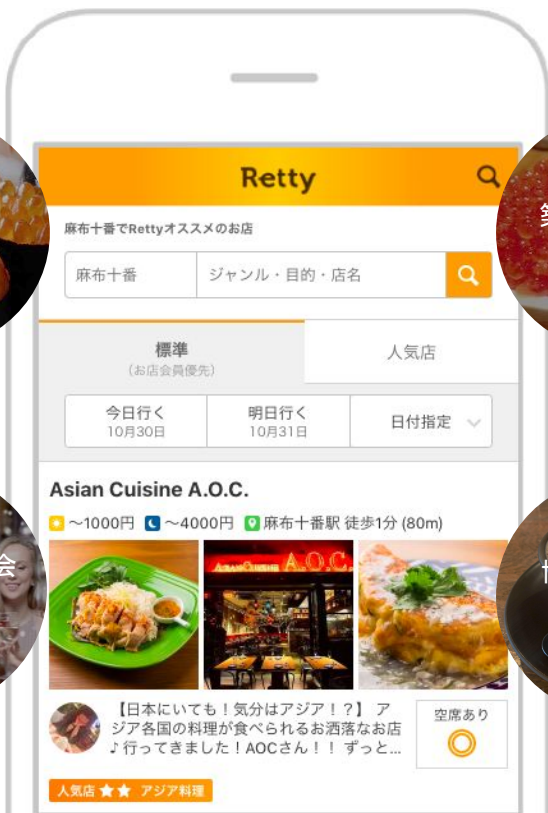 Retty
麻布十番でRettyオススメのお店
麻布十番 ジャンル・目的・店名
標準
(お店会員優先)
人気店
今日行く
10月30日
明日行く
10月31日
日付指定
Asian Cuisine A.O.C.
~1000円 ~4000円 麻布十番駅 徒歩1分 (80m)
会
ASIAN CUISINE A.O.C.
【日本にいても！気分はアジア！？】 ア
ジア各国の料理が食べられるお洒落なお店
♪行ってきました！AOCさん！！ ずっと...
空席あり
人気店 ★★ アジア料理